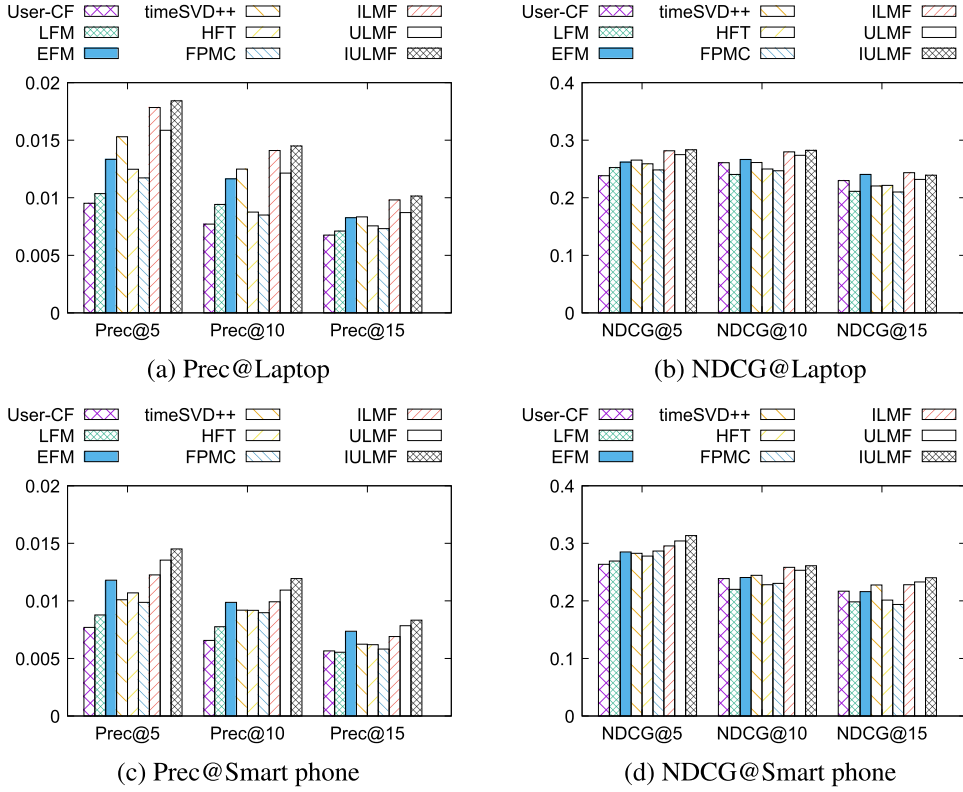 User-CF timeSVD++ ILMF
LFM HFT ULMF
EFM FPMC IULMF
0.02
0.015
0.01
0.005
0
Prec@5 Prec@10 Prec@15
(a) Prec@Laptop
User-CF timeSVD++ ILMF
LFM HFT ULMF
EFM FPMC IULMF
0.4
0.3
0.2
0.1
0
NDCG@5 NDCG@10 NDCG@15
(b) NDCG@Laptop
User-CF timeSVD++ ILMF
LFM HFT ULMF
EFM FPMC IULMF
0.02
0.015
0.01
0.005
0
Prec@5 Prec@10 Prec@15
(c) Prec@Smart phone
User-CF timeSVD++ ILMF
LFM HFT ULMF
EFM FPMC IULMF
0.4
0.3
0.2
0.1
0
NDCG@5 NDCG@10 NDCG@15
(d) NDCG@Smart phone